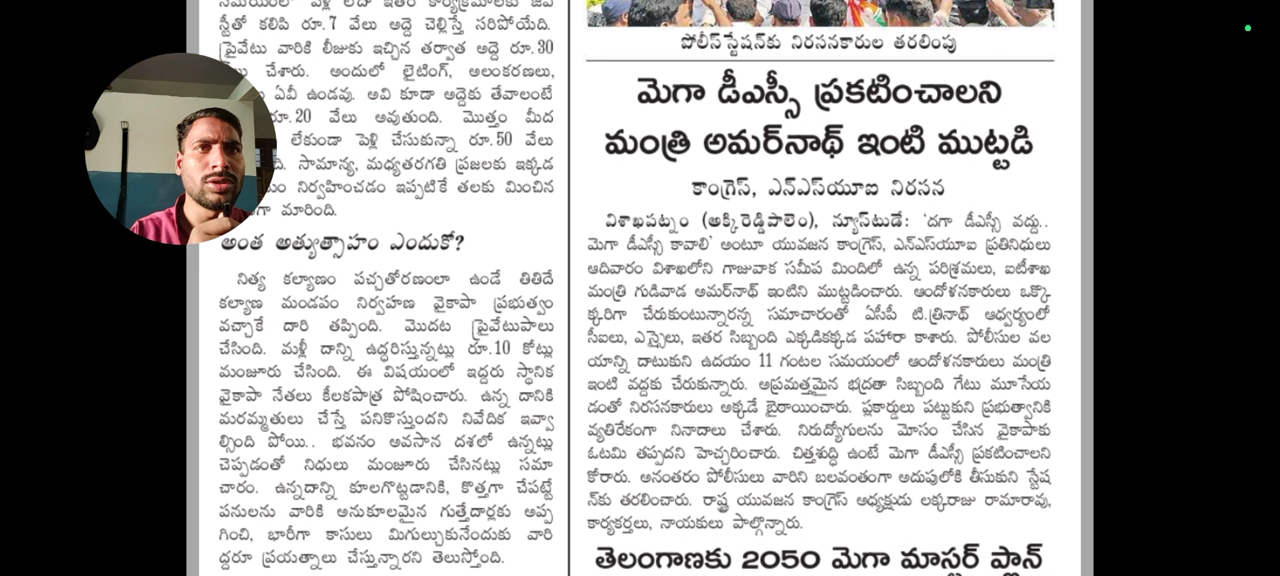 స్టీతో కలిపి రూ.7 వేలు అద్దె చెల్లిస్తే సరిపోయేది.
ప్రైవేటు వారికి లీజుకు ఇచ్చిన తర్వాత అద్దె రూ.30
చేశారు. అందులో లైటింగ్, అలంకరణలు,
ఏవీ ఉండవు. అవి కూడా అద్దెకు తేవాలంటే
రూ.20 వేలు అవుతుంది. మొత్తం మీద
లేకుండా పెళ్లి చేసుకున్నా రూ.50 వేలు
సామాన్య, మధ్యతరగతి ప్రజలకు ఇక్కడ
నిర్వహించడం ఇప్పటికే తలకు మించిన
మారింది.
అంత అత్యుత్సాహం ఎందుకో?
నిత్య కల్యాణం పచ్చతోరణంలా ఉండే తితిదే
కల్యాణ మండపం నిర్వహణ వైకాపా ప్రభుత్వం
వచ్చాకే దారి తప్పింది. మొదట ప్రైవేటుపాలు
చేసింది. మళ్లీ దాన్ని ఉద్ధరిస్తున్నట్లు రూ.10 కోట్లు
మంజూరు చేసింది. ఈ విషయంలో ఇద్దరు స్థానిక
వైకాపా నేతలు కీలకపాత్ర పోషించారు. ఉన్న దానికి
మరమ్మతులు చేస్తే పనికొస్తుందని నివేదిక ఇవ్వా
ల్సింది పోయి.. భవనం అవసాన దశలో ఉన్నట్లు
చెప్పడంతో నిధులు మంజూరు చేసినట్లు సమా
చారం. ఉన్నదాన్ని కూలగొట్టడానికి, కొత్తగా చేపట్టే
పనులను వారికి అనుకూలమైన గుత్తేదార్లకు అప్ప
గించి, భారీగా కాసులు మిగుల్చుకునేందుకు వారి
ద్దరూ ప్రయత్నాలు చేస్తున్నారని తెలుస్తోంది.
పోలీస్‌స్టేషన్‌కు నిరసనకారుల తరలింపు
మెగా డీఎస్సీ ప్రకటించాలని
మంత్రి అమర్‌నాథ్ ఇంటి ముట్టడి
కాంగ్రెస్, ఎన్ఎస్‌యూఐ నిరసన
విశాఖపట్నం (అక్కిరెడ్డిపాలెం), న్యూస్‌టుడే: ‘దగా డీఎస్సీ వద్దు..
మెగా డీఎస్సీ కావాలి’ అంటూ యువజన కాంగ్రెస్, ఎన్ఎస్‌యూఐ ప్రతినిధులు
ఆదివారం విశాఖలోని గాజువాక సమీప మిందిలో ఉన్న పరిశ్రమలు, ఐటీశాఖ
మంత్రి గుడివాడ అమర్‌నాథ్ ఇంటిని ముట్టడించారు. ఆందోళనకారులు ఒక్కొ
క్కరిగా చేరుకుంటున్నారన్న సమాచారంతో ఏసీపీ టి.త్రినాథ్ ఆధ్వర్యంలో
సీఐలు, ఎస్సైలు, ఇతర సిబ్బంది ఎక్కడికక్కడ పహారా కాశారు. పోలీసుల వల
యాన్ని దాటుకుని ఉదయం 11 గంటల సమయంలో ఆందోళనకారులు మంత్రి
ఇంటి వద్దకు చేరుకున్నారు. అప్రమత్తమైన భద్రతా సిబ్బంది గేటు మూసేయ
డంతో నిరసనకారులు అక్కడే బైఠాయించారు. ప్లకార్డులు పట్టుకుని ప్రభుత్వానికి
వ్యతిరేకంగా నినాదాలు చేశారు. నిరుద్యోగులను మోసం చేసిన వైకాపాకు
ఓటమి తప్పదని హెచ్చరించారు. చిత్తశుద్ధి ఉంటే మెగా డీఎస్సీ ప్రకటించాలని
కోరారు. అనంతరం పోలీసులు వారిని బలవంతంగా అదుపులోకి తీసుకుని స్టేష
న్‌కు తరలించారు. రాష్ట్ర యువజన కాంగ్రెస్ అధ్యక్షుడు లక్కరాజు రామారావు,
కార్యకర్తలు, నాయకులు పాల్గొన్నారు.
తెలంగాణకు 2050 మెగా మాస్టర్ ప్లాన్